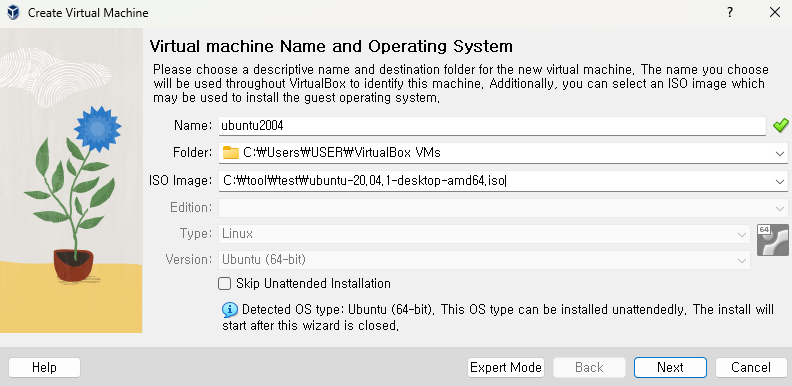 Create Virtual Machine
?
Virtual machine Name and Operating System
Please choose a descriptive name and destination folder for the new virtual machine. The name you choose
will be used throughout VirtualBox to identify this machine. Additionally, you can select an ISO image which
may be used to install the guest operating system.
Name: ubuntu2004
Folder: C:₩Users₩USER₩VirtualBox VMs
ISO Image: C:₩tool₩test₩ubuntu-20.04.1-desktop-amd64.iso
Edition:
Type: Linux
64
Version: Ubuntu (64-bit)
Skip Unattended Installation
Detected OS type: Ubuntu (64-bit). This OS type can be installed unattendedly. The install will
start after this wizard is closed.
Help Expert Mode Back Next Cancel